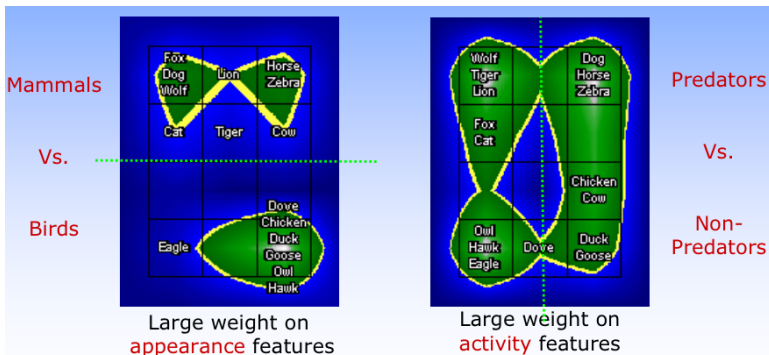 Mammals
Vs.
Birds
Fox
Dog
Wolf
Lion
Horse
Zebra
Cat
Tiger
Cow
Eagle
Dove
Chicken
Duck
Goose
Owl
Hawk
Large weight on
appearance features
Wolf
Tiger
Lion
Dog
Horse
Zebra
Fox
Cat
Chicken
Cow
Owl
Hawk
Eagle
Dove
Duck
Goose
Large weight on
activity features
Predators
Vs.
Non-
Predators